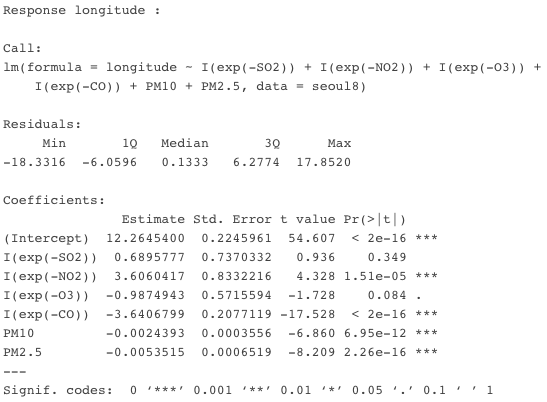 Response longitude :

Call:
lm(formula = longitude ~ I(exp(-SO2)) + I(exp(-NO2)) + I(exp(-O3)) +
    I(exp(-CO)) + PM10 + PM2.5, data = seoul8)

Residuals:
     Min       1Q   Median       3Q      Max
-18.3316  -6.0596   0.1333   6.2774  17.8520

Coefficients:
               Estimate Std. Error t value Pr(>|t|)
(Intercept)  12.2645400  0.2245961  54.607  < 2e-16 ***
I(exp(-SO2))  0.6895777  0.7370332   0.936    0.349
I(exp(-NO2))  3.6060417  0.8332216   4.328 1.51e-05 ***
I(exp(-O3))  -0.9874943  0.5715594  -1.728    0.084 .
I(exp(-CO))  -3.6406799  0.2077119 -17.528  < 2e-16 ***
PM10         -0.0024393  0.0003556  -6.860 6.95e-12 ***
PM2.5        -0.0053515  0.0006519  -8.209 2.26e-16 ***
---
Signif. codes:  0 ‘***’ 0.001 ‘**’ 0.01 ‘*’ 0.05 ‘.’ 0.1 ‘ ’ 1